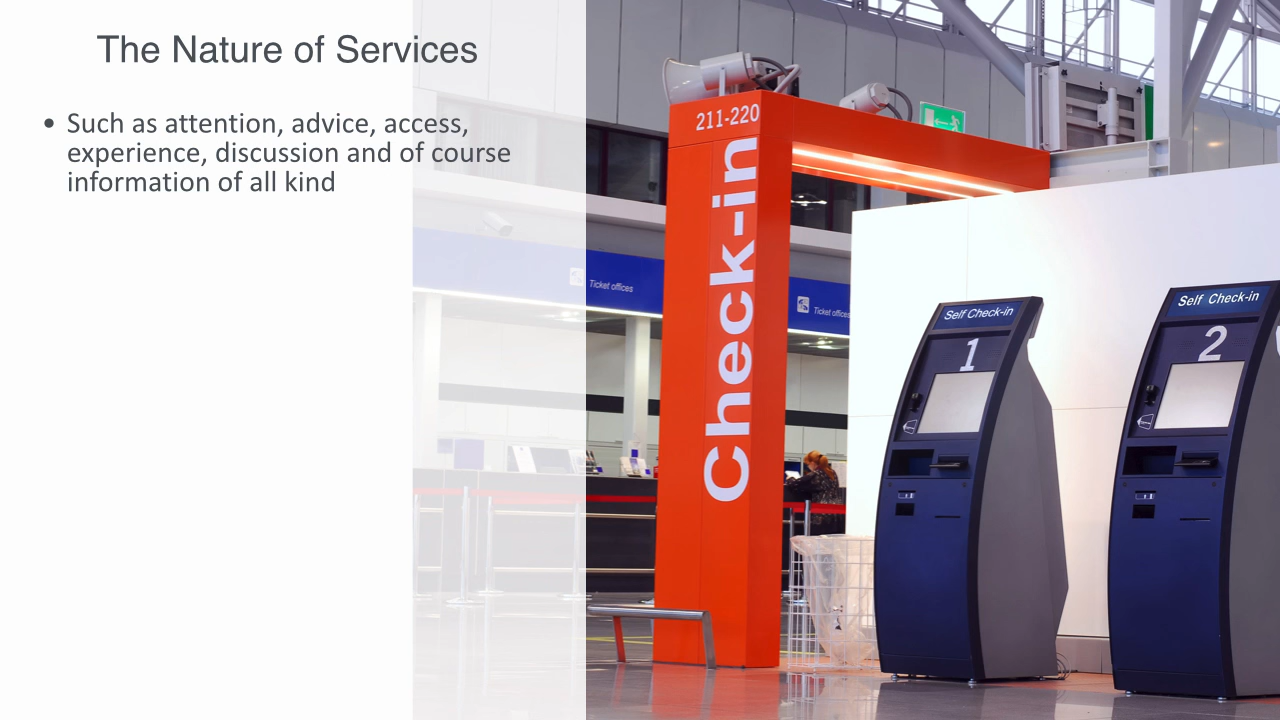 The Nature of Services
• Such as attention, advice, access,
experience, discussion and of course
information of all kind
211-220
Check-in
Ticket offices
Ticket offices
Self Check-in
1
Self Check-in
2